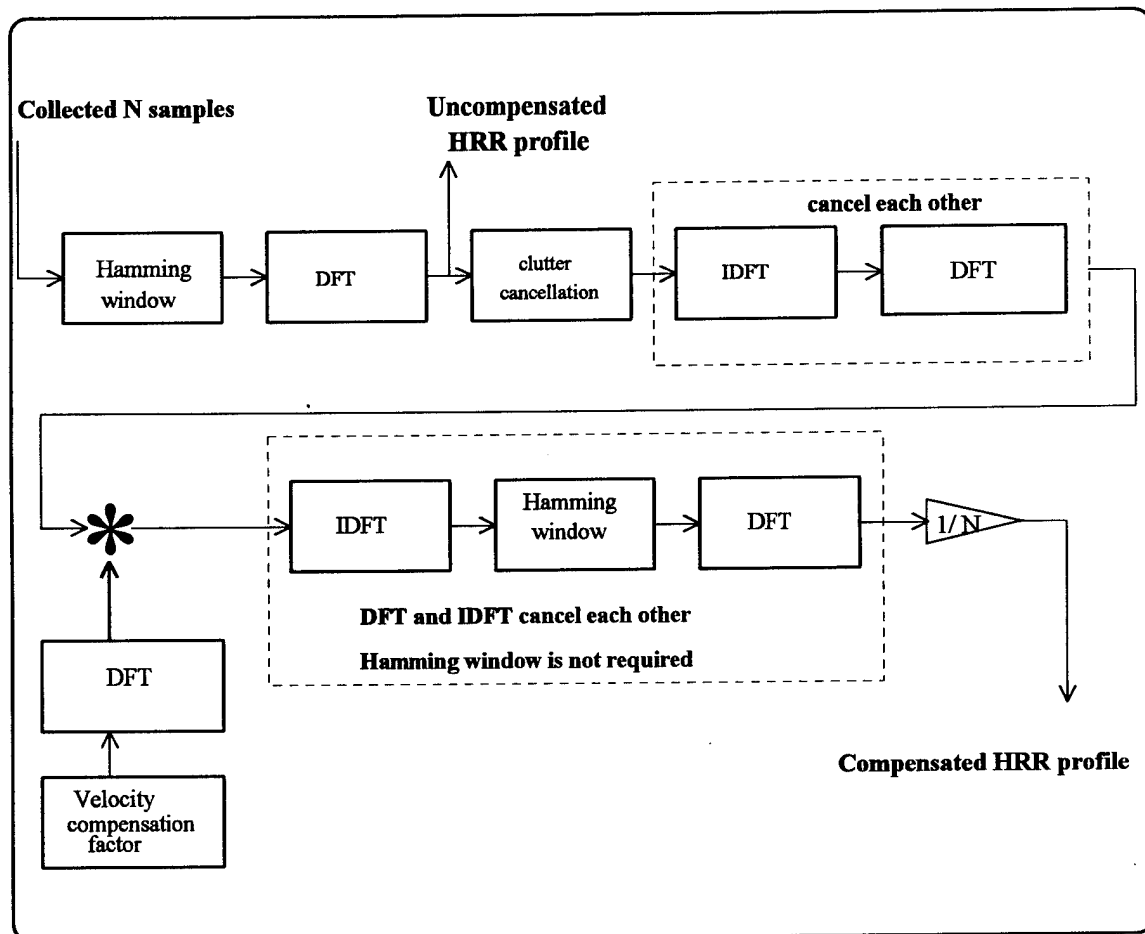 Collected N samples
Uncompensated
HRR profile
cancel each other
Hamming
window
DFT
clutter
cancellation
IDFT
DFT
*
IDFT
Hamming
window
DFT
1/N
DFT and IDFT cancel each other
Hamming window is not required
DFT
Velocity
compensation
factor
Compensated HRR profile